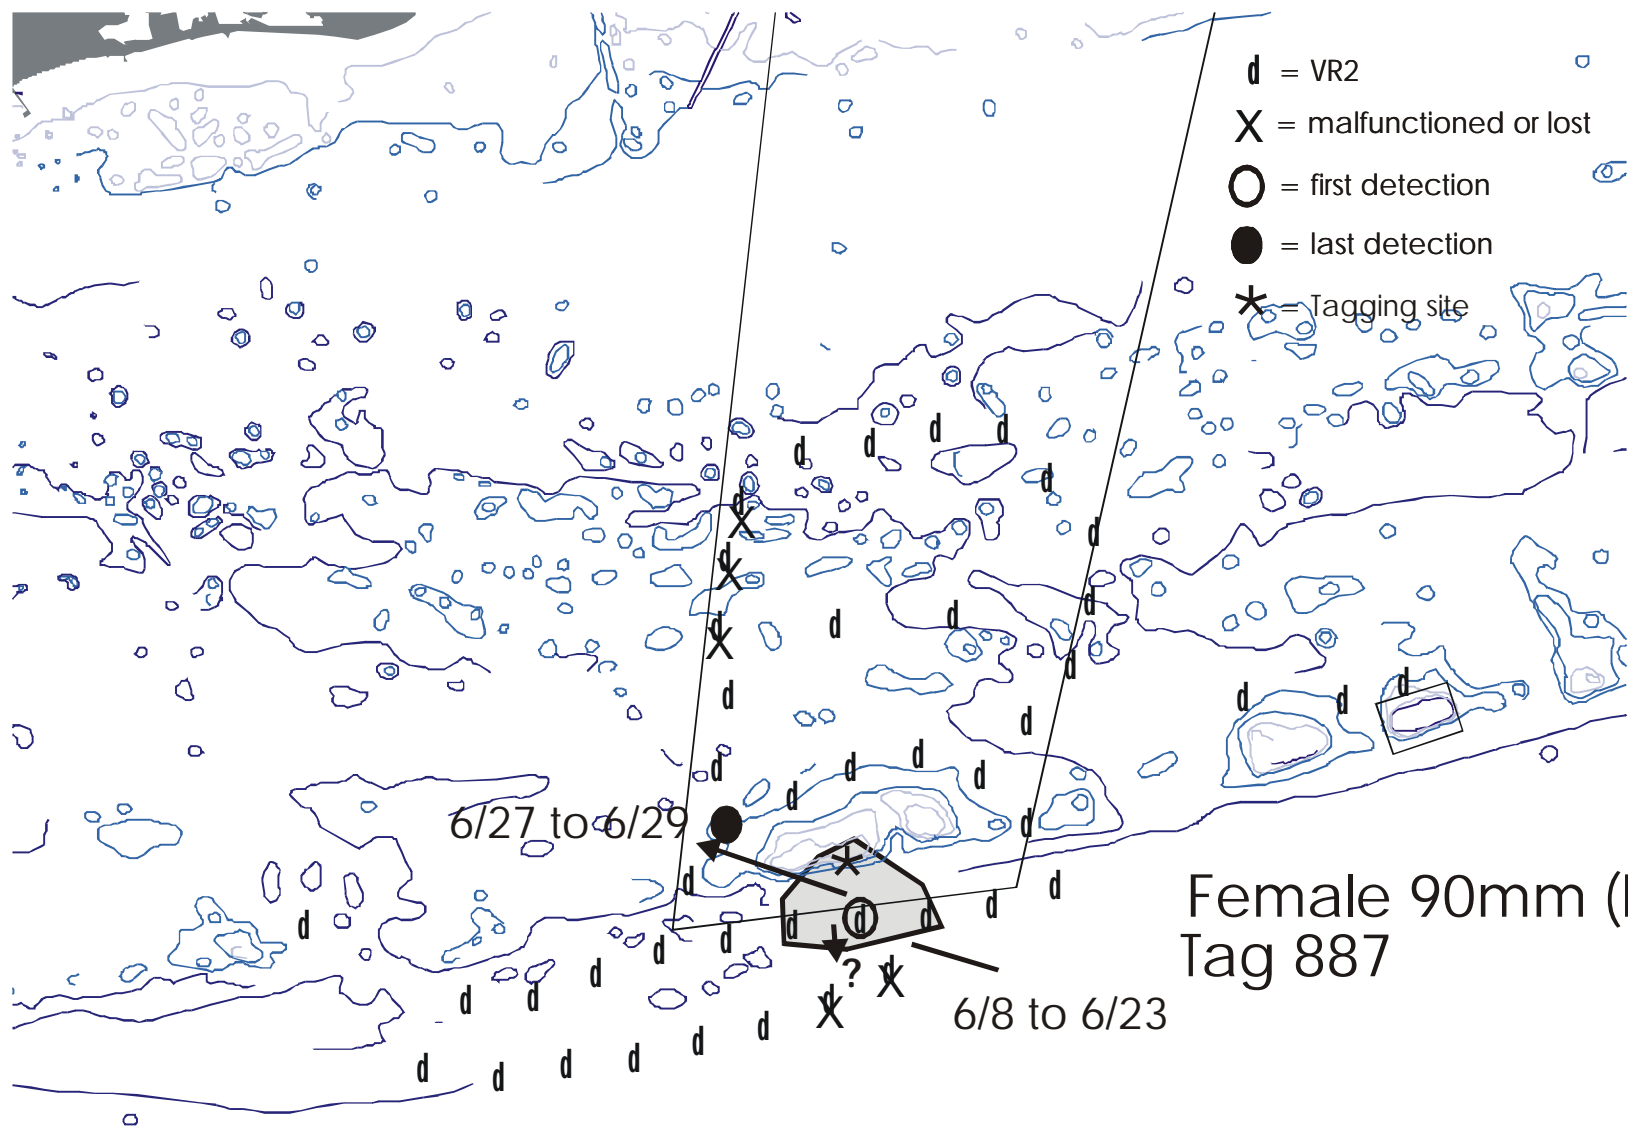 d = VR2
X = malfunctioned or lost
= first detection
= last detection
* = Tagging site
d d d d
d
d
X
d
d
X
d
d
d
d
X
d
d
d
d
d
d
d
d
d
d
d
d
6/27 to 6/29
d
*
d
d
d
Female 90mm (
d
d
d
d
d
d
Tag 887
d
?
d
X
d
d
d
X
6/8 to 6/23
d
d
d
d
d
d